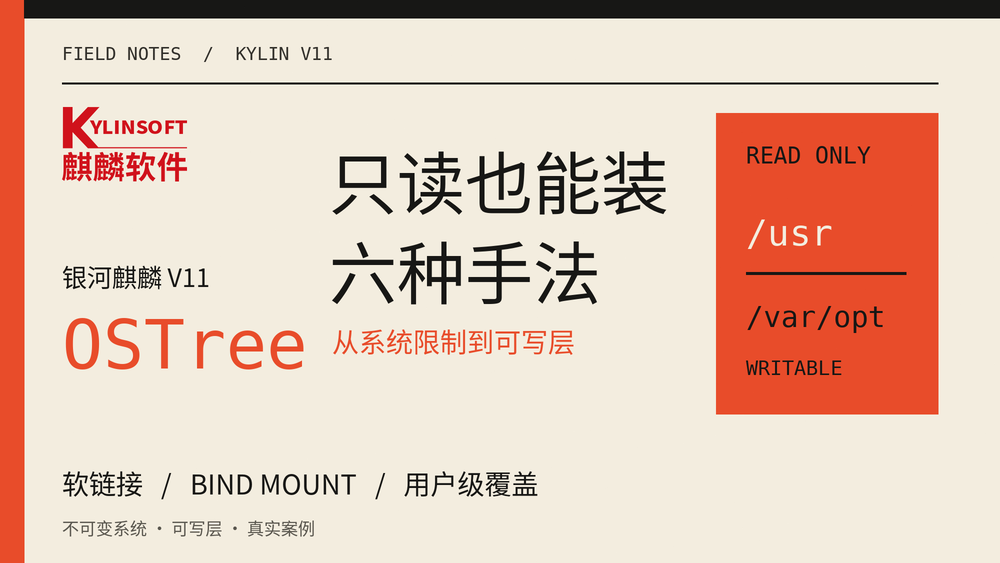 FIELD NOTES / KYLIN V11
KYLINSOFT
麒麟软件
银河麒麟 V11
OSTree
只读也能装
六种手法
从系统限制到可写层
READ ONLY
/usr
/var/opt
WRITABLE
软链接 / BIND MOUNT / 用户级覆盖
不可变系统 · 可写层 · 真实案例